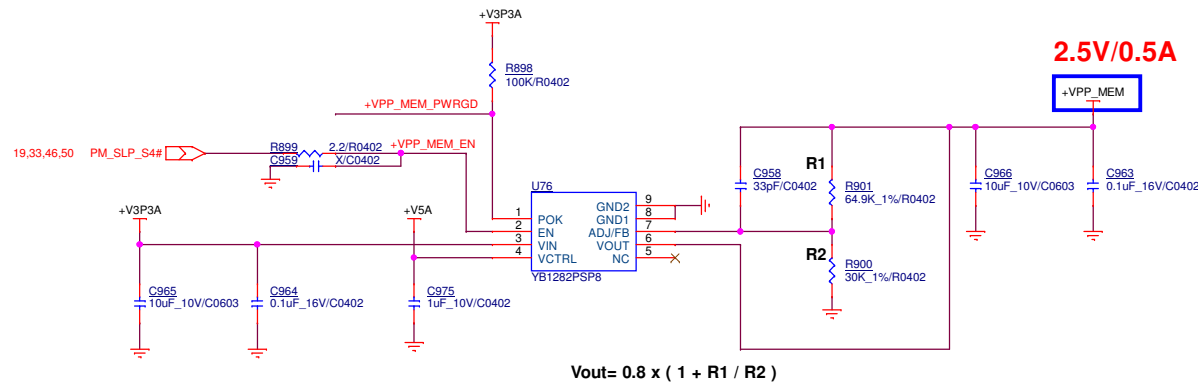 +V3P3A
2.5V/0.5A
R898
100K/R0402
+VPP_MEM
+VPP_MEM_PWRGD
19,33,46,50 PM_SLP_S4#
R899 2.2/R0402
+VPP_MEM_EN
C959 X/C0402
R1
C958
33pF/C0402
R901
64.9K_1%/R0402
C966
10uF_10V/C0603
C963
0.1uF_16V/C0402
U76
+V3P3A
+V5A
1 POK
2 EN
3 VIN
4 VCTRL
GND2 9
GND1 8
ADJ/FB 7
VOUT 6
NC 5
YB1282PSP8
R2
R900
30K_1%/R0402
C965
10uF_10V/C0603
C964
0.1uF_16V/C0402
C975
1uF_10V/C0402
Vout= 0.8 x ( 1 + R1 / R2 )